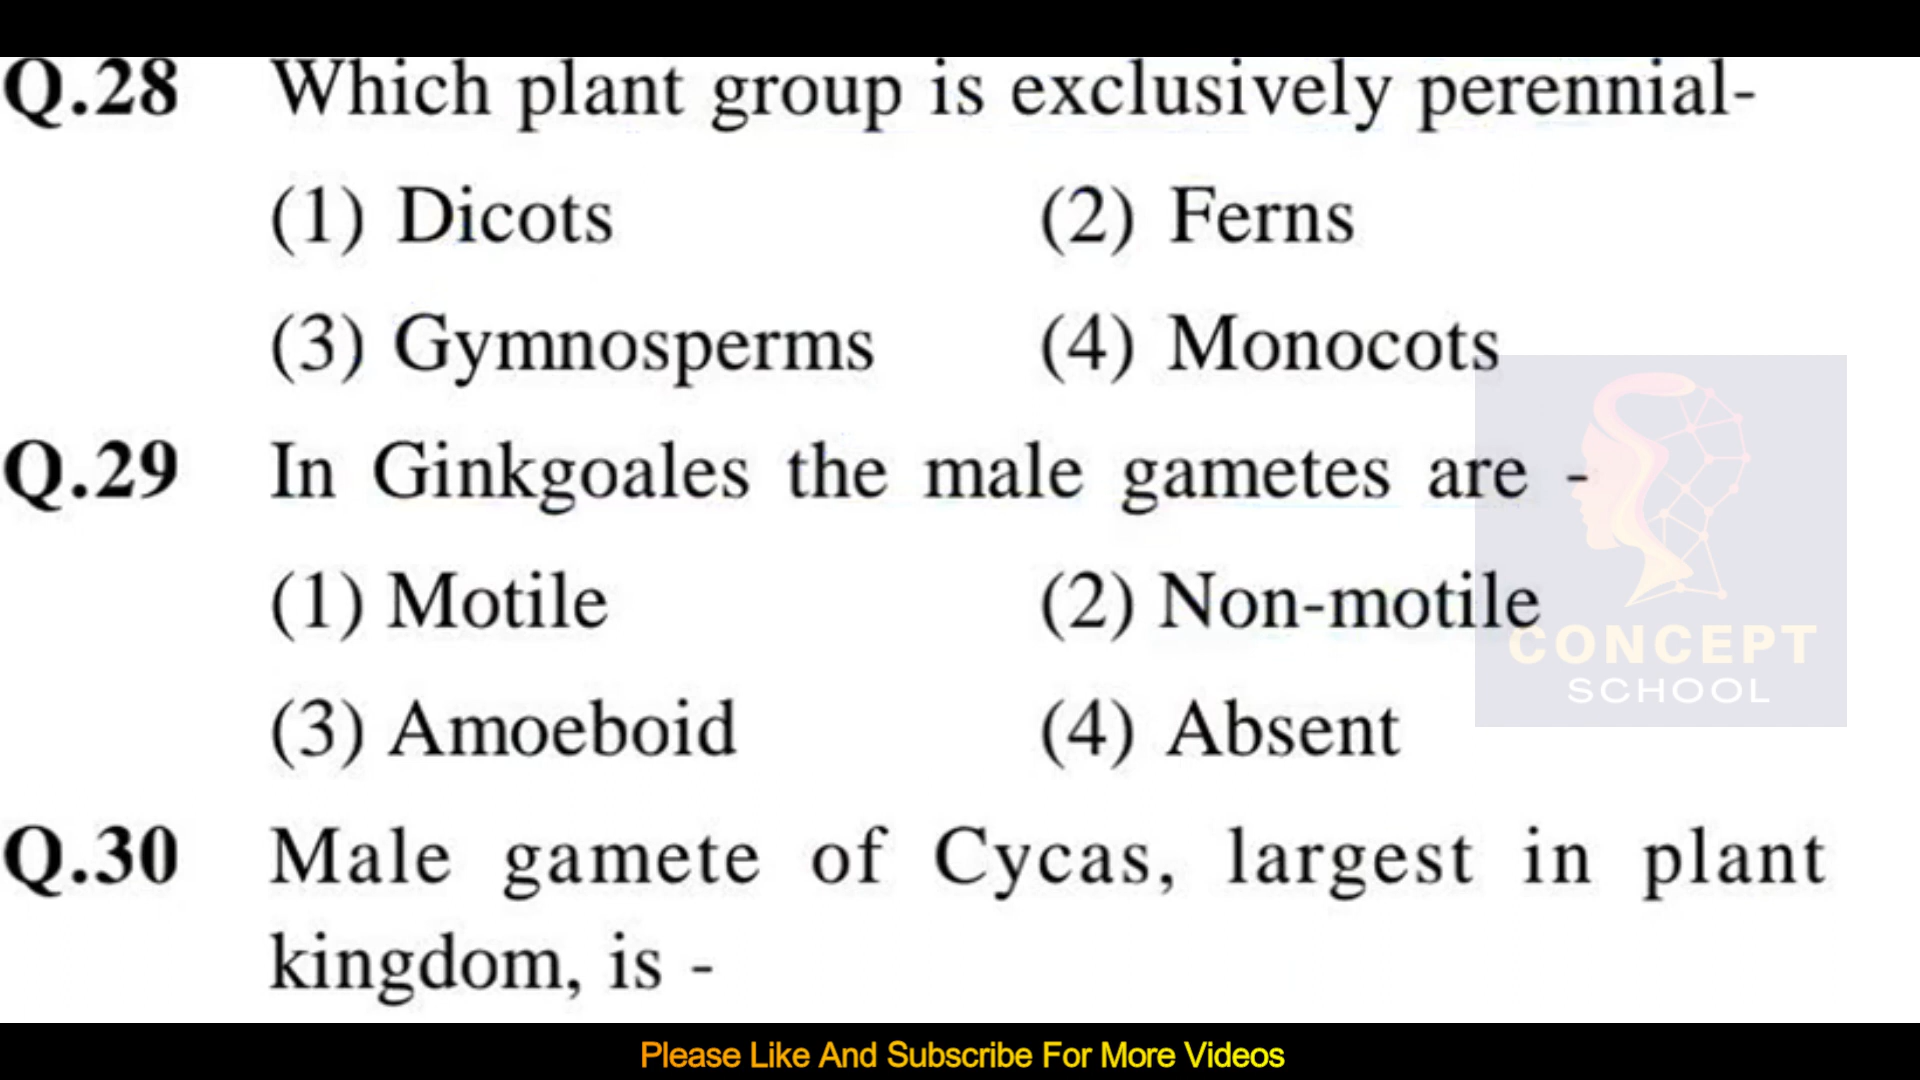 Q.28 Which plant group is exclusively perennial-
(1) Dicots (2) Ferns
(3) Gymnosperms (4) Monocots
Q.29 In Ginkgoales the male gametes are -
(1) Motile (2) Non-motile
(3) Amoeboid (4) Absent
CONCEPT
SCHOOL
Q.30 Male gamete of Cycas, largest in plant
kingdom, is -
Please Like And Subscribe For More Videos